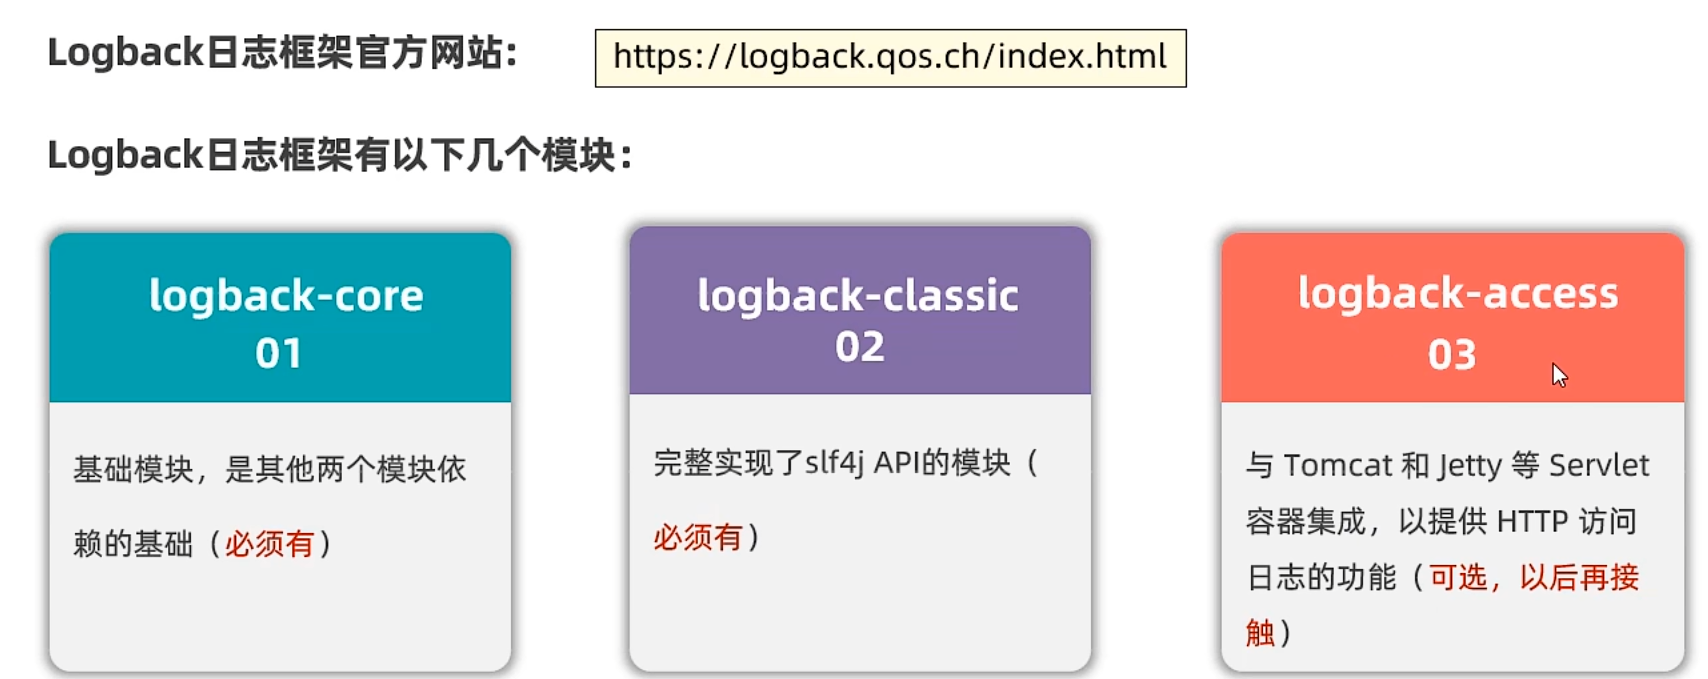 Logback日志框架官方网站：
https://logback.qos.ch/index.html
Logback日志框架有以下几个模块：
logback-core
01
基础模块，是其他两个模块依
赖的基础（必须有）
logback-classic
02
完整实现了slf4j API的模块（
必须有）
logback-access
03
与 Tomcat 和 Jetty 等 Servlet
容器集成，以提供 HTTP 访问
日志的功能（可选，以后再接
触）